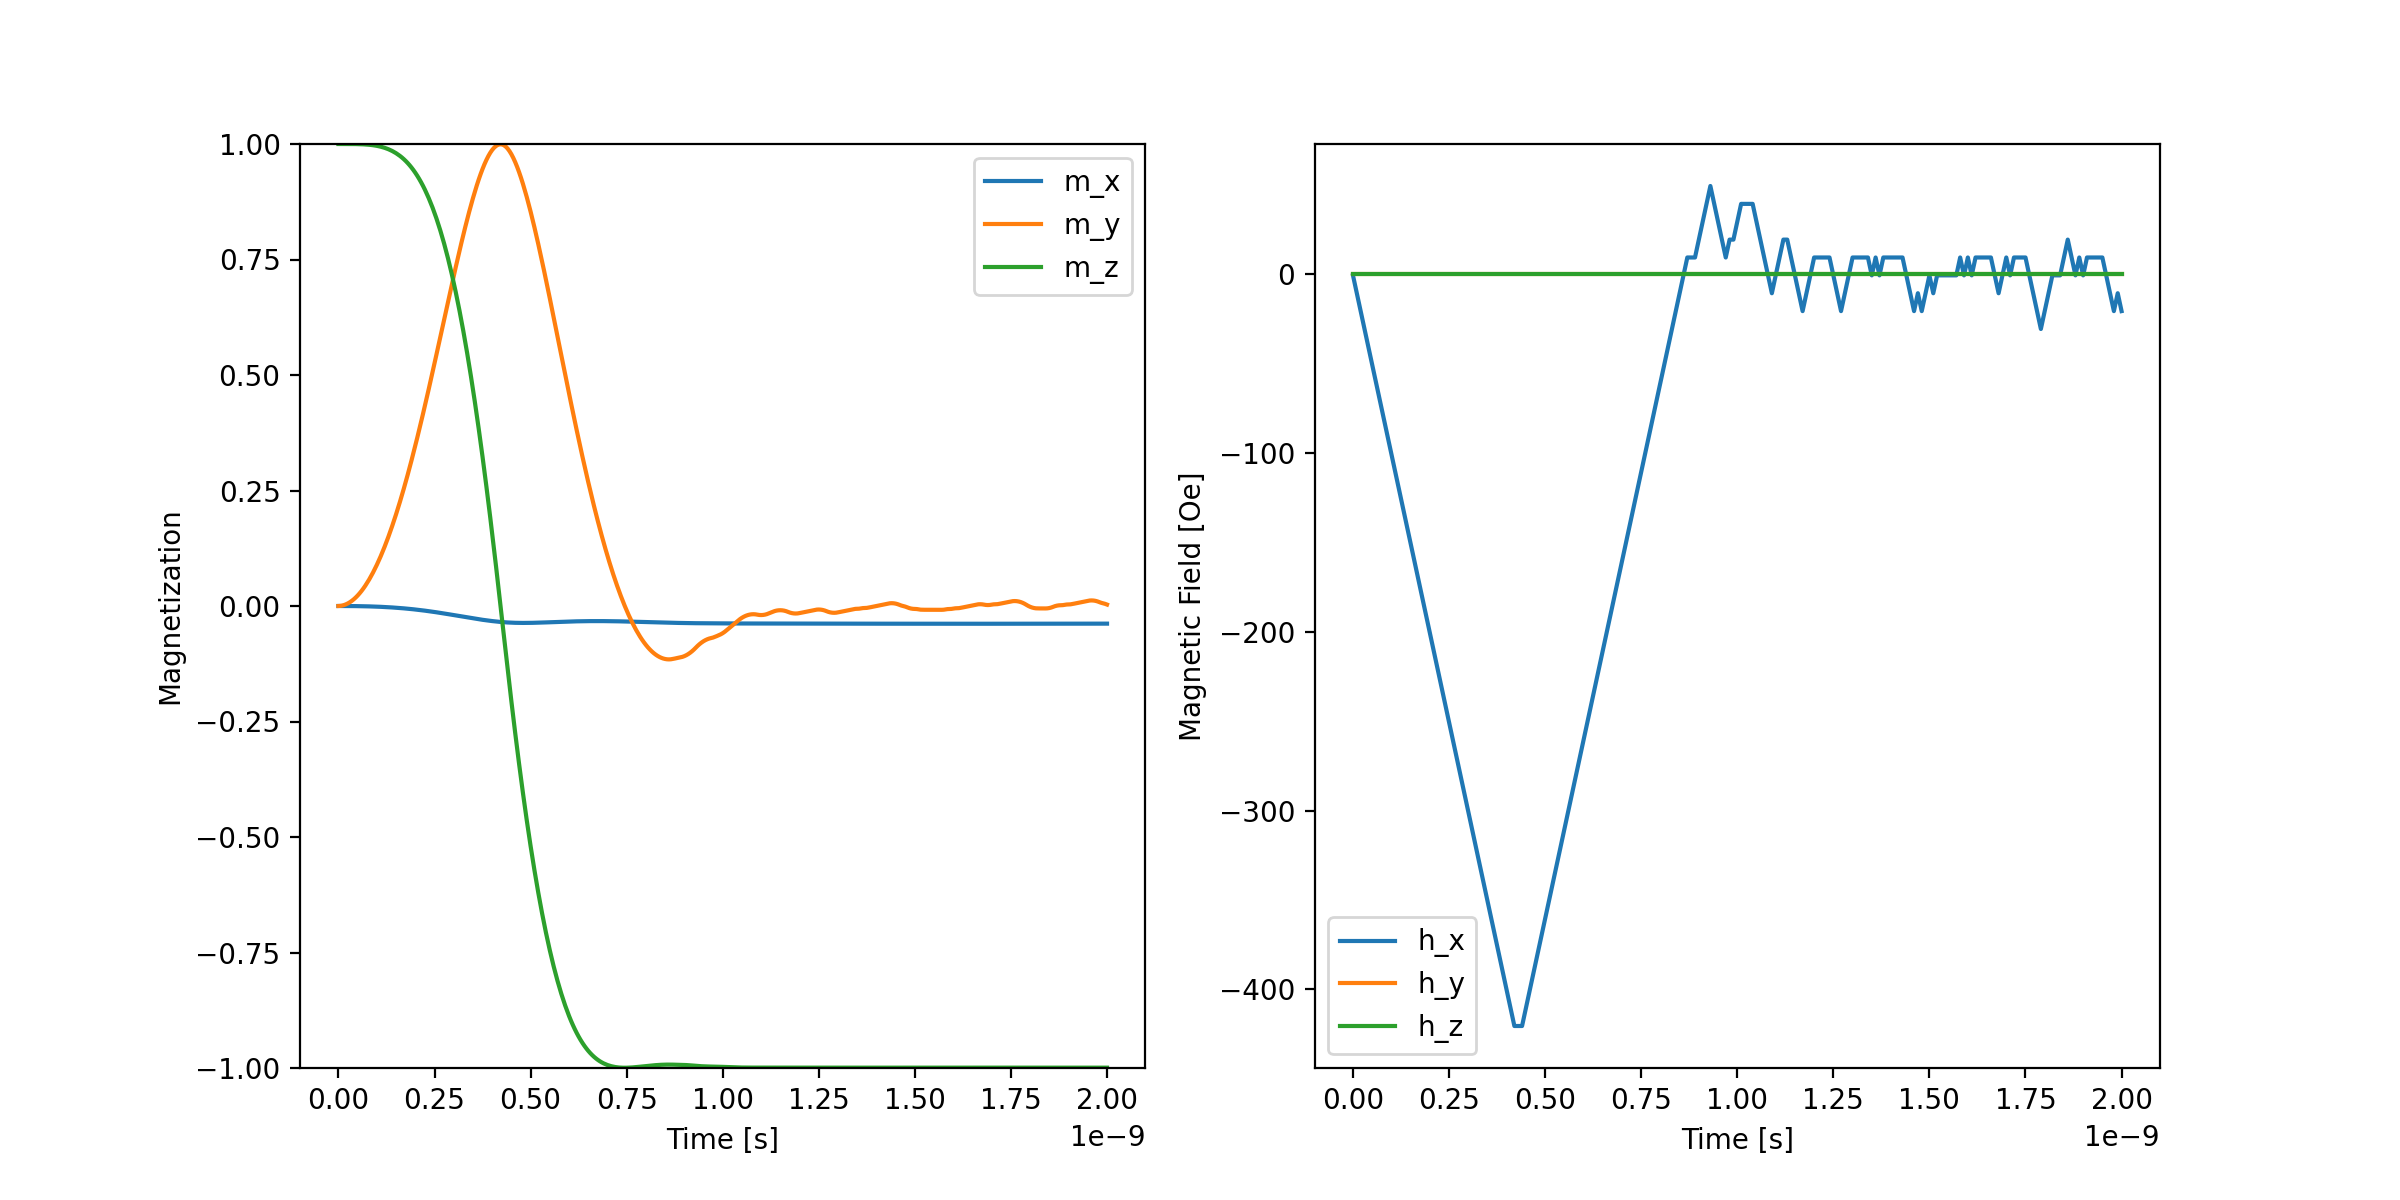 Magnetization
1.00
0.75
0.50
0.25
0.00
−0.25
−0.50
−0.75
−1.00
m_x
m_y
m_z
0.00 0.25 0.50 0.75 1.00 1.25 1.50 1.75 2.00
Time [s]
1e−9
Magnetic Field [Oe]
0
−100
−200
−300
−400
h_x
h_y
h_z
0.00 0.25 0.50 0.75 1.00 1.25 1.50 1.75 2.00
Time [s]
1e−9